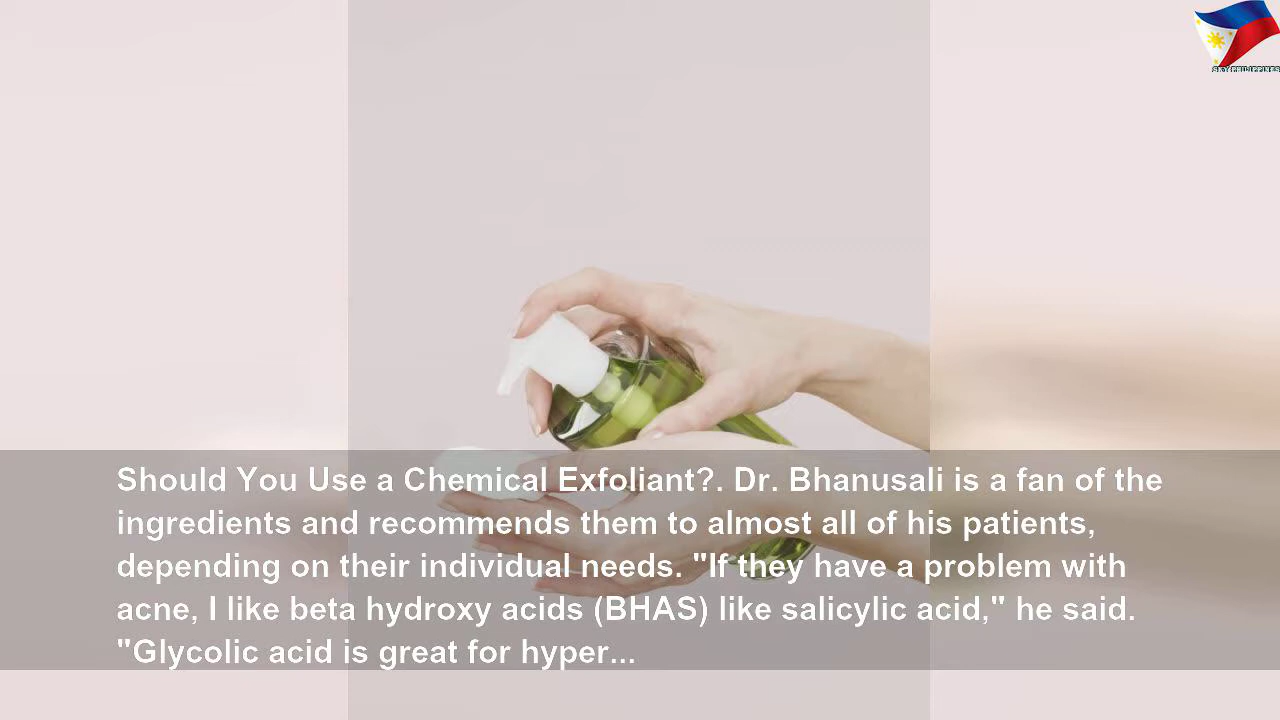 SKYPHILIPPINES
Should You Use a Chemical Exfoliant?. Dr. Bhanusali is a fan of the
ingredients and recommends them to almost all of his patients,
depending on their individual needs. "If they have a problem with
acne, I like beta hydroxy acids (BHAS) like salicylic acid," he said.
"Glycolic acid is great for hyper...